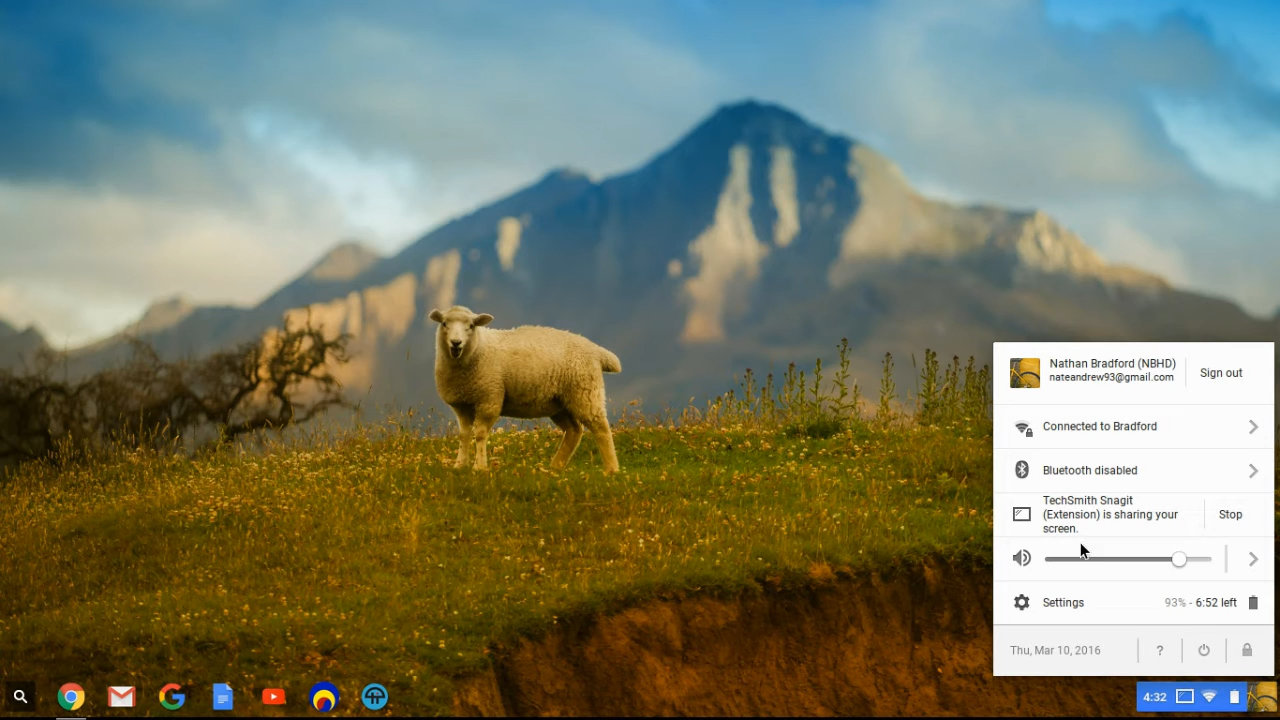 Nathan Bradford (NBHD)
nateandrew93@gmail.com
Sign out
Connected to Bradford
Bluetooth disabled
TechSmith Snagit
(Extension) is sharing your
screen.
Stop
Settings
93% - 6:52 left
Thu, Mar 10, 2016
?
4:32